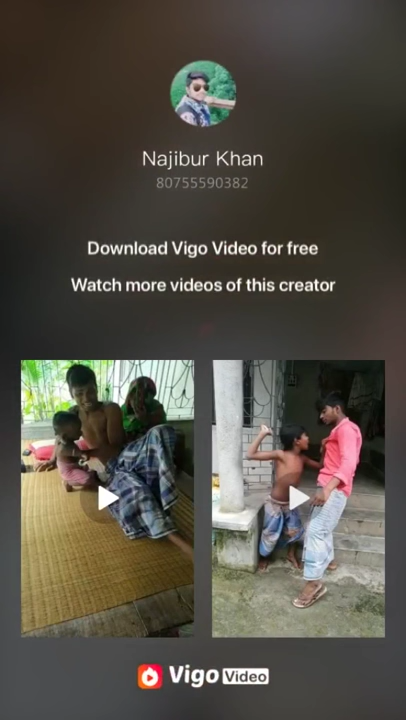 Najibur Khan
80755590382
Download Vigo Video for free
Watch more videos of this creator
Vigo Video